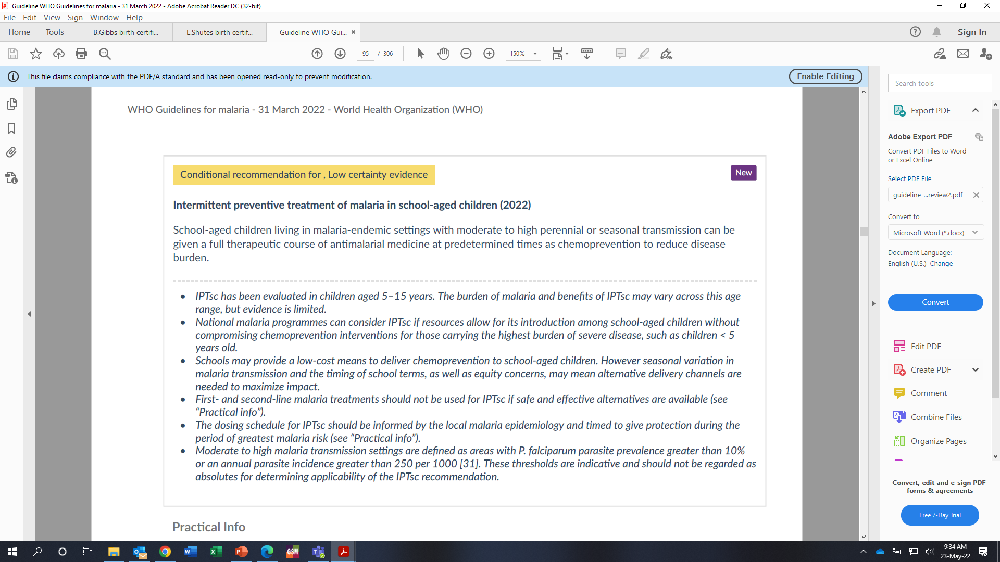 Guideline WHO Guidelines for malaria - 31 March 2022 - Adobe Acrobat Reader DC (32-bit)
File Edit View Sign Window Help
Home Tools B.Gibbs birth certifi... E.Shutes birth certif... Guideline WHO Gui... × Sign In
95 / 306 150%
This file claims compliance with the PDF/A standard and has been opened read-only to prevent modification. Enable Editing
WHO Guidelines for malaria - 31 March 2022 - World Health Organization (WHO)
Conditional recommendation for , Low certainty evidence
New
Intermittent preventive treatment of malaria in school-aged children (2022)
School-aged children living in malaria-endemic settings with moderate to high perennial or seasonal transmission can be
given a full therapeutic course of antimalarial medicine at predetermined times as chemoprevention to reduce disease
burden.
• IPTsc has been evaluated in children aged 5–15 years. The burden of malaria and benefits of IPTsc may vary across this age
range, but evidence is limited.
• National malaria programmes can consider IPTsc if resources allow for its introduction among school-aged children without
compromising chemoprevention interventions for those carrying the highest burden of severe disease, such as children < 5
years old.
• Schools may provide a low-cost means to deliver chemoprevention to school-aged children. However seasonal variation in
malaria transmission and the timing of school terms, as well as equity concerns, may mean alternative delivery channels are
needed to maximize impact.
• First- and second-line malaria treatments should not be used for IPTsc if safe and effective alternatives are available (see
“Practical info”).
• The dosing schedule for IPTsc should be informed by the local malaria epidemiology and timed to give protection during the
period of greatest malaria risk (see “Practical info”).
• Moderate to high malaria transmission settings are defined as areas with P. falciparum parasite prevalence greater than 10%
or an annual parasite incidence greater than 250 per 1000 [31]. These thresholds are indicative and should not be regarded as
absolutes for determining applicability of the IPTsc recommendation.
Practical Info
Search tools
Export PDF
Adobe Export PDF
Convert PDF Files to Word
or Excel Online
Select PDF File
guideline_...review2.pdf
Convert to
Microsoft Word (*.docx)
Document Language:
English (U.S.) Change
Convert
Edit PDF
Create PDF
Comment
Combine Files
Organize Pages
Convert, edit and e-sign PDF
forms & agreements
Free 7-Day Trial
GSM
9:34 AM
23-May-22